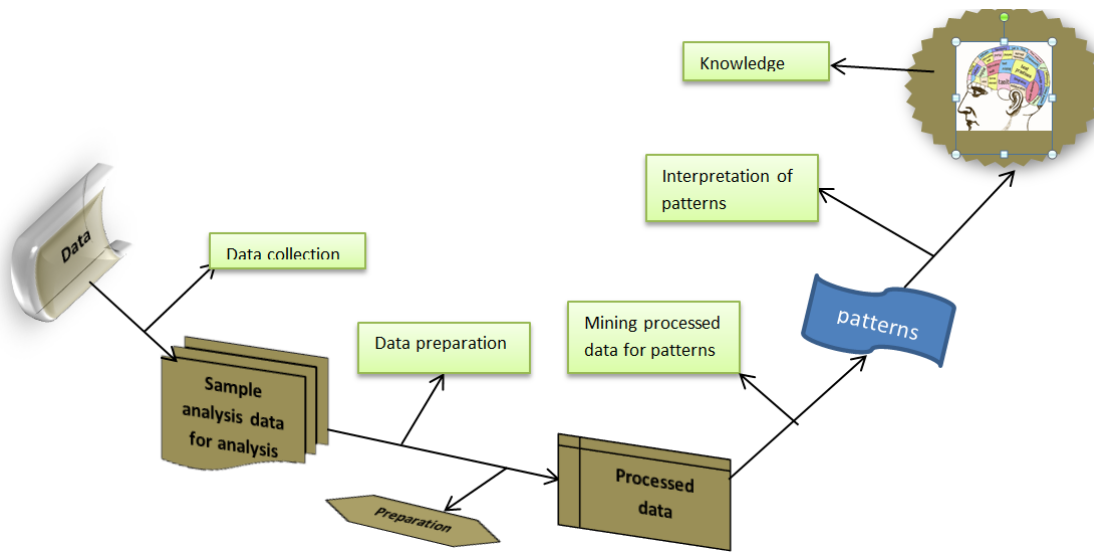 Data
Data collection
Sample
analysis data
for analysis
Data preparation
Preparation
Processed
data
Mining processed
data for patterns
patterns
Interpretation of
patterns
Knowledge